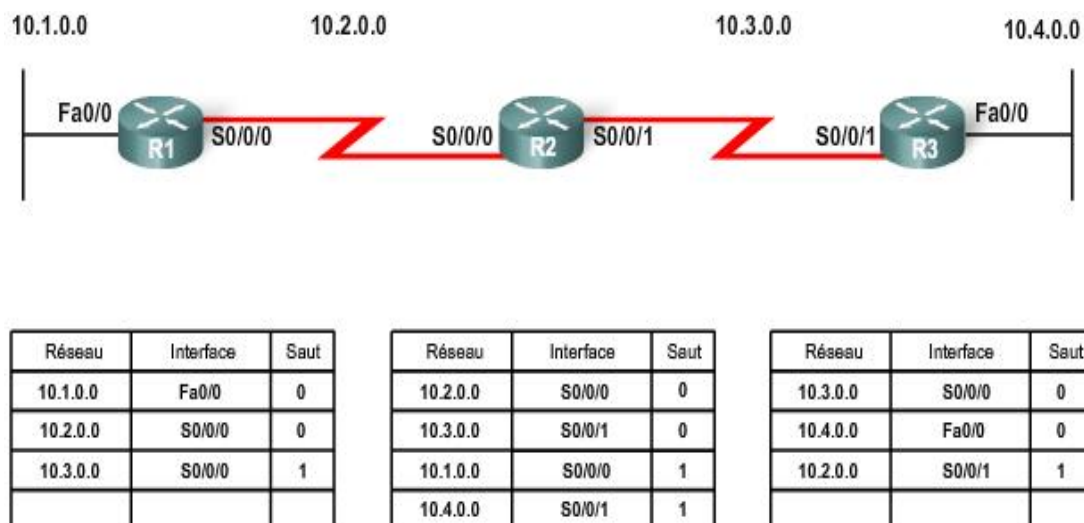 10.1.0.0 10.2.0.0 10.3.0.0 10.4.0.0
Fa0/0 R1 S0/0/0 S0/0/0 R2 S0/0/1 S0/0/1 R3 Fa0/0
Réseau Interface Saut
10.1.0.0 Fa0/0 0
10.2.0.0 S0/0/0 0
10.3.0.0 S0/0/0 1
Réseau Interface Saut
10.2.0.0 S0/0/0 0
10.3.0.0 S0/0/1 0
10.1.0.0 S0/0/0 1
10.4.0.0 S0/0/1 1
Réseau Interface Saut
10.3.0.0 S0/0/0 0
10.4.0.0 Fa0/0 0
10.2.0.0 S0/0/1 1